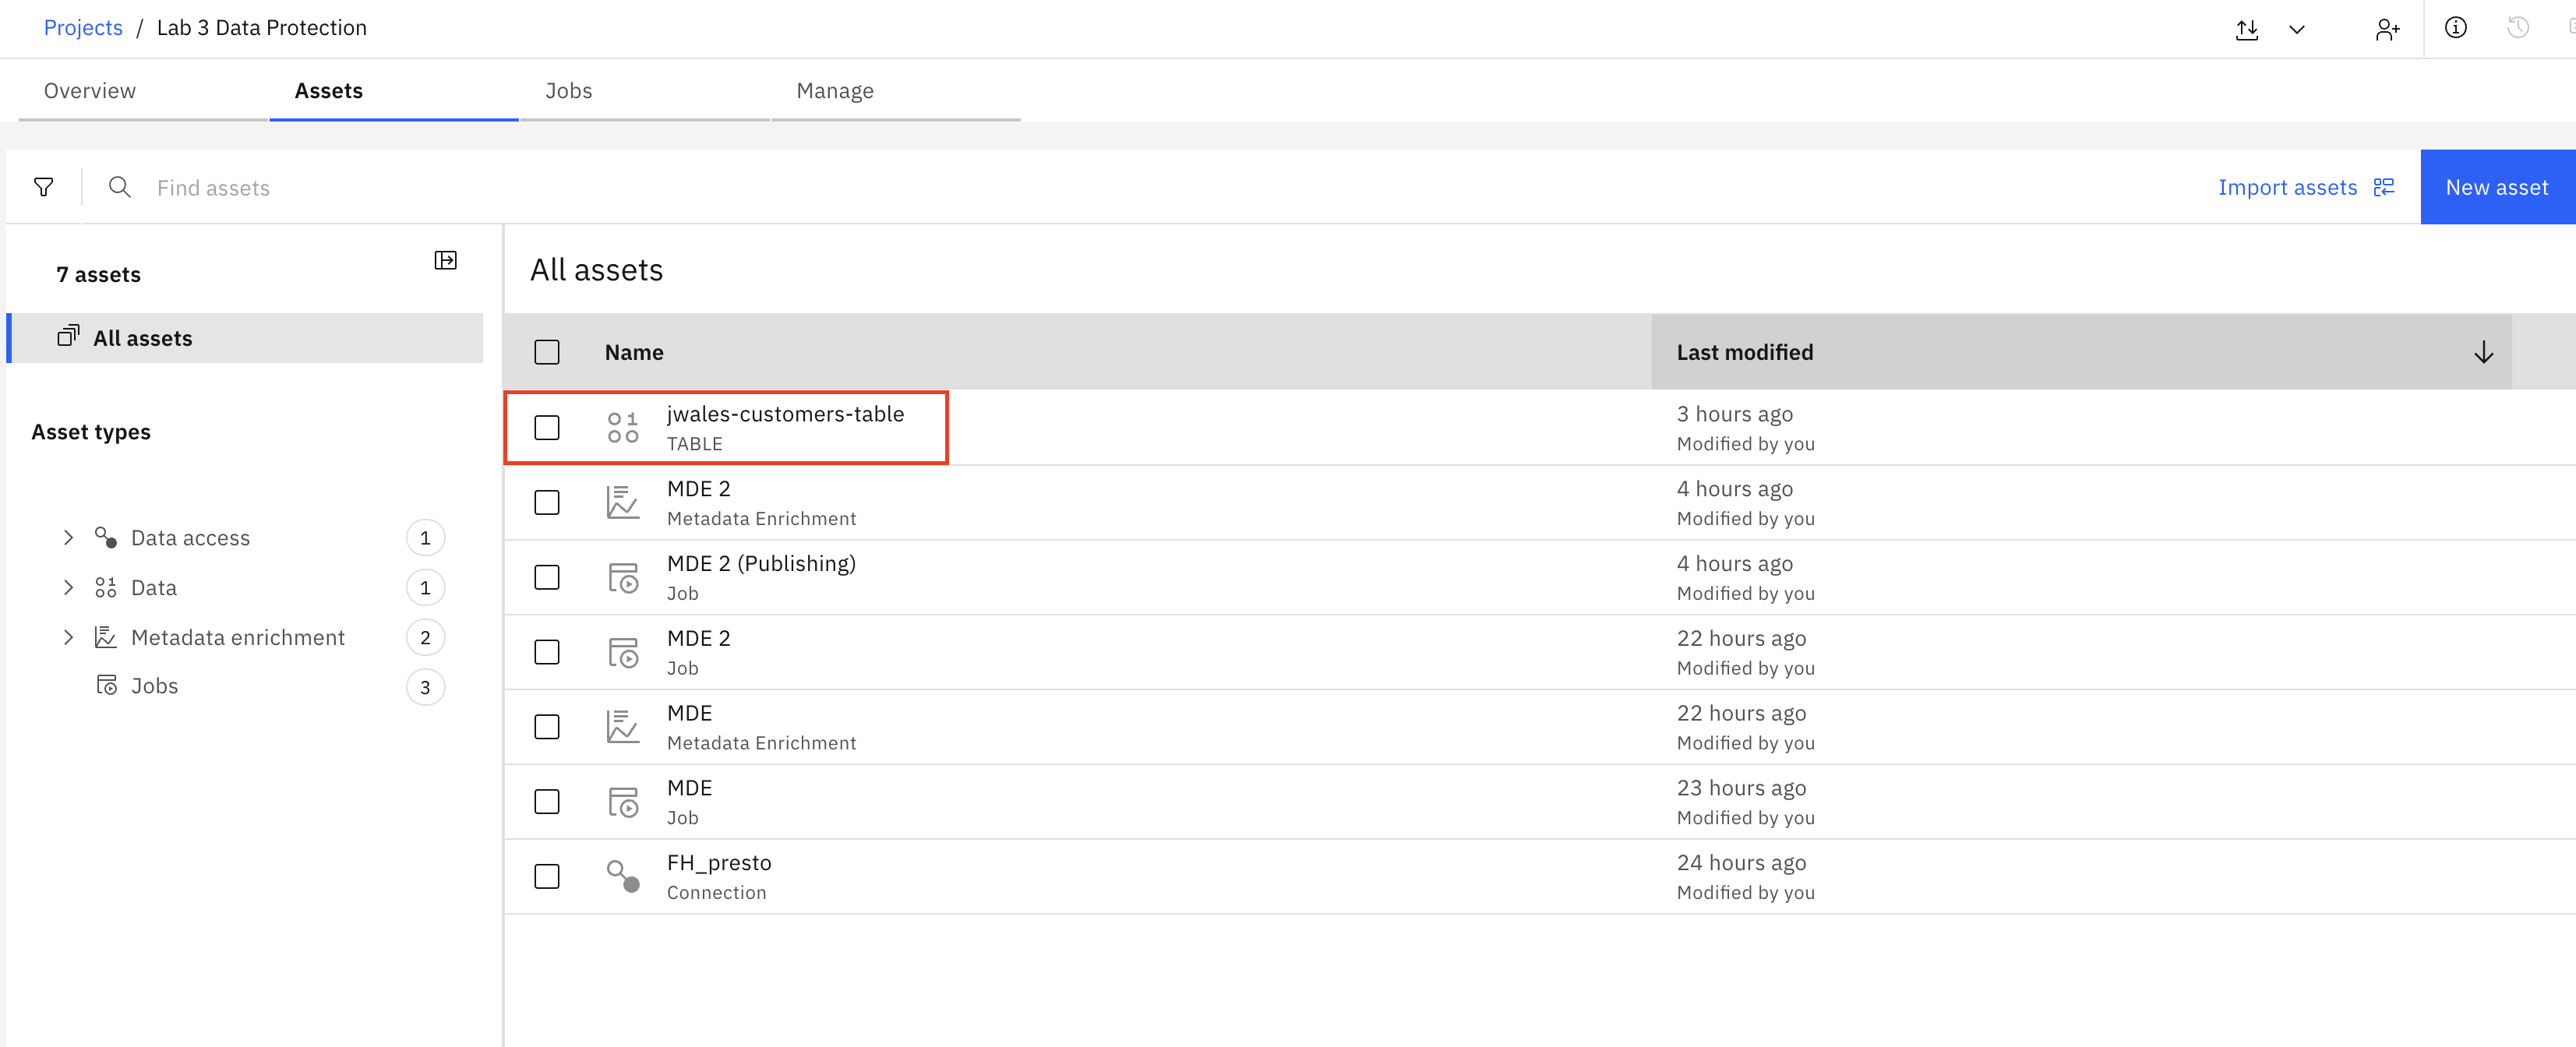 Projects / Lab 3 Data Protection
Overview
Assets
Jobs
Manage
Find assets
Import assets
New asset
7 assets
All assets
Asset types
Data access 1
Data 1
Metadata enrichment 2
Jobs 3
All assets
Name Last modified
jwales-customers-table 3 hours ago
TABLE Modified by you
MDE 2 4 hours ago
Metadata Enrichment Modified by you
MDE 2 (Publishing) 4 hours ago
Job Modified by you
MDE 2 22 hours ago
Job Modified by you
MDE 22 hours ago
Metadata Enrichment Modified by you
MDE 23 hours ago
Job Modified by you
FH_presto 24 hours ago
Connection Modified by you